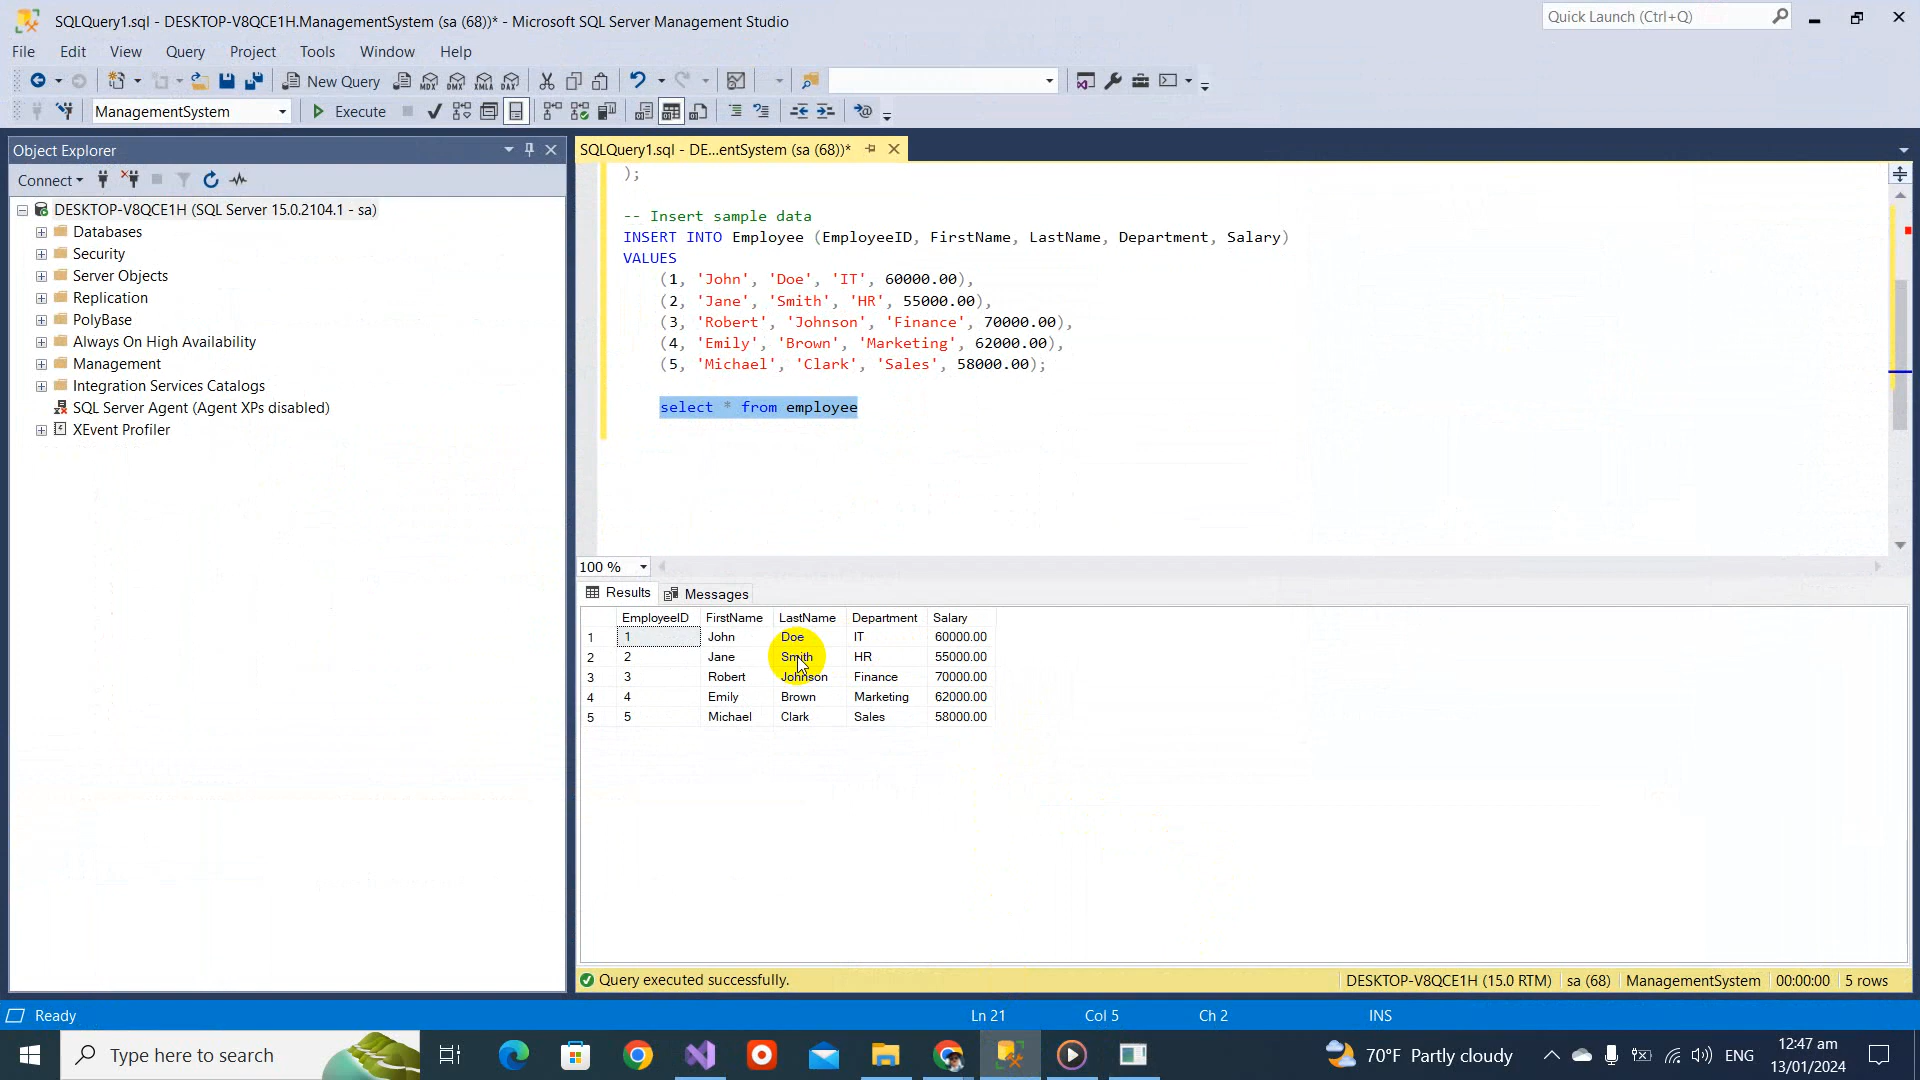 SQLQuery1.sql - DESKTOP-V8QCE1H.ManagementSystem (sa (68))* - Microsoft SQL Server Management Studio
Quick Launch (Ctrl+Q)
File Edit View Query Project Tools Window Help
New Query
MDX DMX XMLA DAX
ManagementSystem
Execute
Object Explorer
SQLQuery1.sql - DE...entSystem (sa (68))*
Connect
DESKTOP-V8QCE1H (SQL Server 15.0.2104.1 - sa)
Databases
Security
Server Objects
Replication
PolyBase
Always On High Availability
Management
Integration Services Catalogs
SQL Server Agent (Agent XPs disabled)
XEvent Profiler
);
-- Insert sample data
INSERT INTO Employee (EmployeeID, FirstName, LastName, Department, Salary)
VALUES
(1, 'John', 'Doe', 'IT', 60000.00),
(2, 'Jane', 'Smith', 'HR', 55000.00),
(3, 'Robert', 'Johnson', 'Finance', 70000.00),
(4, 'Emily', 'Brown', 'Marketing', 62000.00),
(5, 'Michael', 'Clark', 'Sales', 58000.00);
select * from employee
100 %
Results Messages
EmployeeID FirstName LastName Department Salary
1 1 John Doe IT 60000.00
2 2 Jane Smith HR 55000.00
3 3 Robert Johnson Finance 70000.00
4 4 Emily Brown Marketing 62000.00
5 5 Michael Clark Sales 58000.00
Query executed successfully.
DESKTOP-V8QCE1H (15.0 RTM) sa (68) ManagementSystem 00:00:00 5 rows
Ready Ln 21 Col 5 Ch 2 INS
Type here to search
70°F Partly cloudy
ENG
12:47 am
13/01/2024